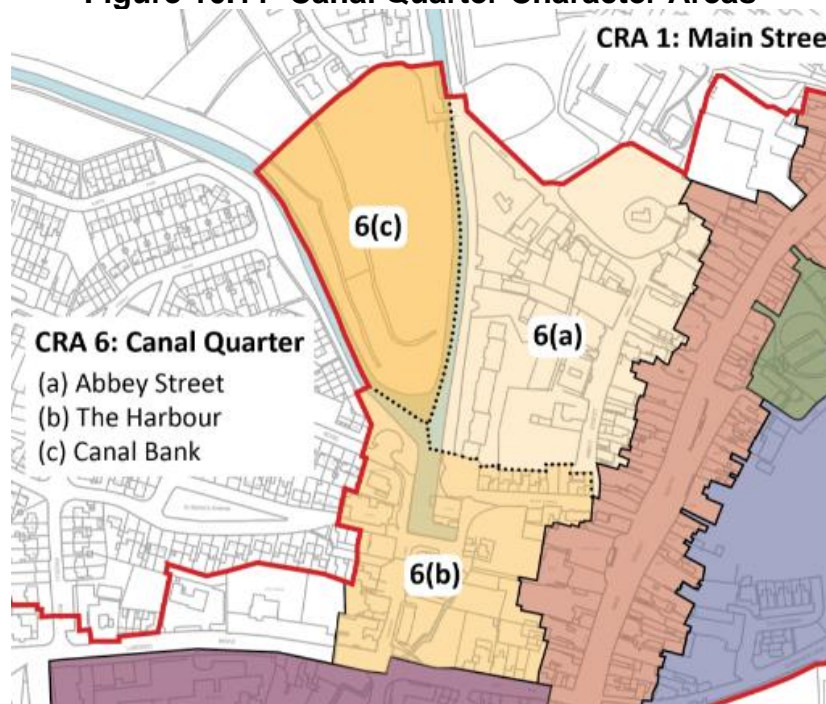 CRA 1: Main Stree
6(c)
6(a)
CRA 6: Canal Quarter
(a) Abbey Street
(b) The Harbour
(c) Canal Bank
6(b)